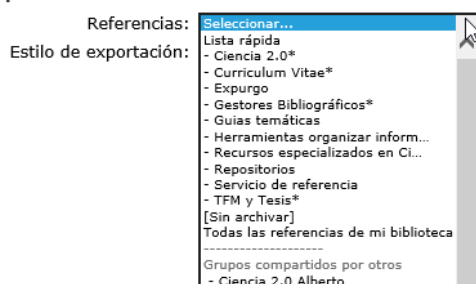 Referencias:
Seleccionar...
Estilo de exportación:
Lista rápida
- Ciencia 2.0*
- Curriculum Vitae*
- Expurgo
- Gestores Bibliográficos*
- Guias temáticas
- Herramientas organizar inform...
- Recursos especializados en Ci...
- Repositorios
- Servicio de referencia
- TFM y Tesis*
[Sin archivar]
Todas las referencias de mi biblioteca
--------------------
Grupos compartidos por otros
- Ciencia 2.0 Alberto